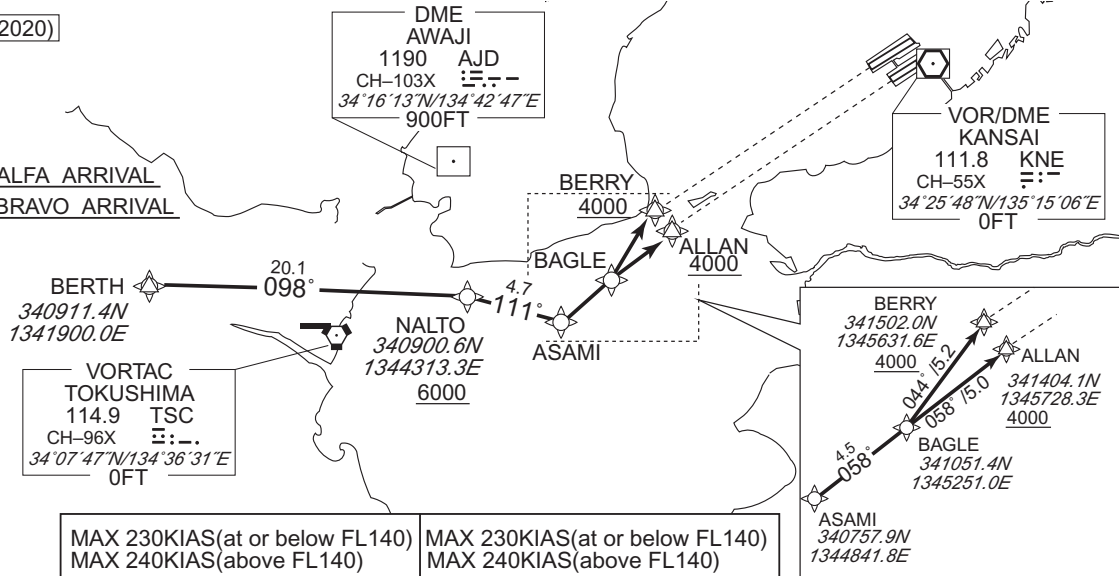 2020)
DME
AWAJI
1190 AJD
CH–103X
34°16´13˝N/134°42´47˝E
900FT
VOR/DME
KANSAI
111.8 KNE
CH–55X
34°25´48˝N/135°15´06˝E
0FT
ALFA ARRIVAL
BRAVO ARRIVAL
BERRY
4000
ALLAN
4000
BAGLE
BERTH
340911.4N
1341900.0E
20.1
098°
4.7
111°
NALTO
340900.6N
1344313.3E
6000
ASAMI
VORTAC
TOKUSHIMA
114.9 TSC
CH–96X
34°07´47˝N/134°36´31˝E
0FT
BERRY
341502.0N
1345631.6E
4000
044° /5.2
058° /5.0
ALLAN
341404.1N
1345728.3E
4000
BAGLE
341051.4N
1345251.0E
4.5
058°
ASAMI
340757.9N
1344841.8E
MAX 230KIAS(at or below FL140)
MAX 240KIAS(above FL140)
MAX 230KIAS(at or below FL140)
MAX 240KIAS(above FL140)